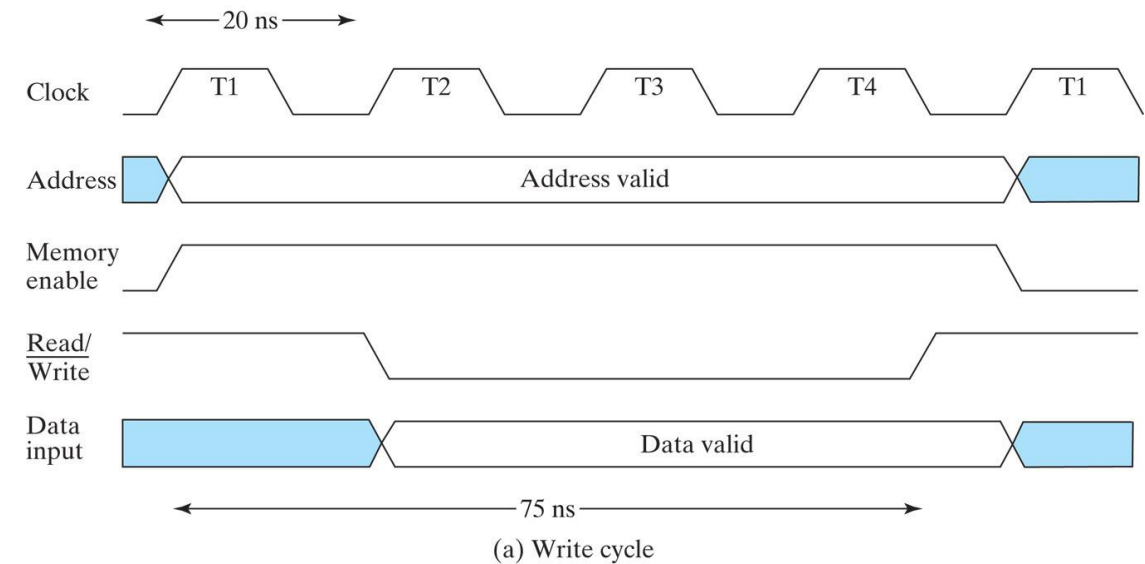 20 ns
Clock
T1 T2 T3 T4 T1
Address
Address valid
Memory
enable
Read/
Write
Data
input
Data valid
75 ns
(a) Write cycle